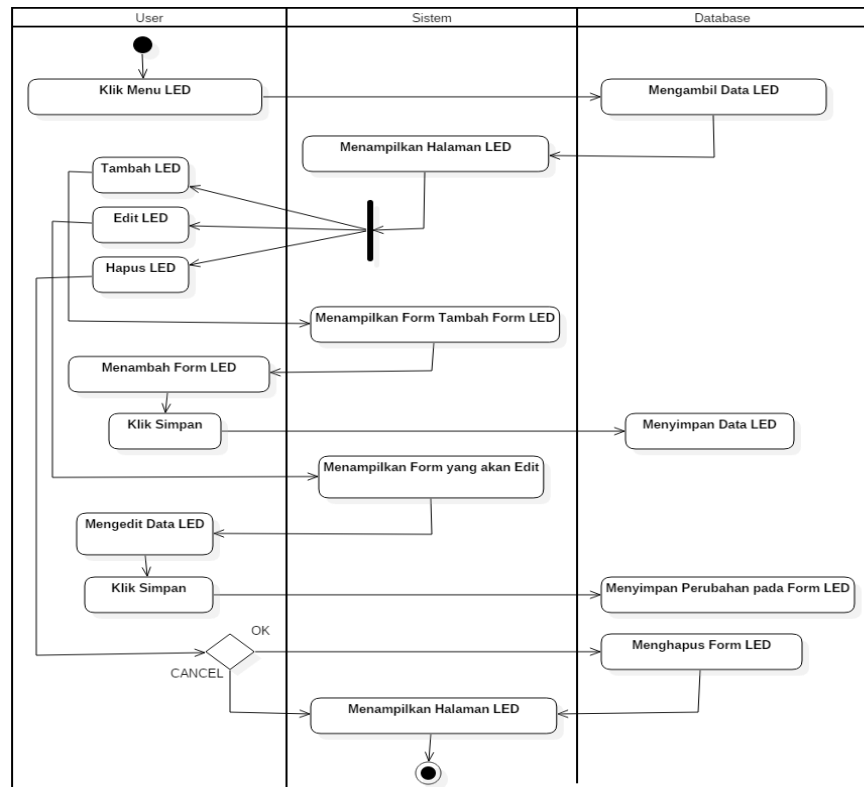 User
Sistem
Database
Klik Menu LED
Mengambil Data LED
Menampilkan Halaman LED
Tambah LED
Edit LED
Hapus LED
Menampilkan Form Tambah Form LED
Menambah Form LED
Klik Simpan
Menyimpan Data LED
Menampilkan Form yang akan Edit
Mengedit Data LED
Klik Simpan
Menyimpan Perubahan pada Form LED
OK
Menghapus Form LED
CANCEL
Menampilkan Halaman LED